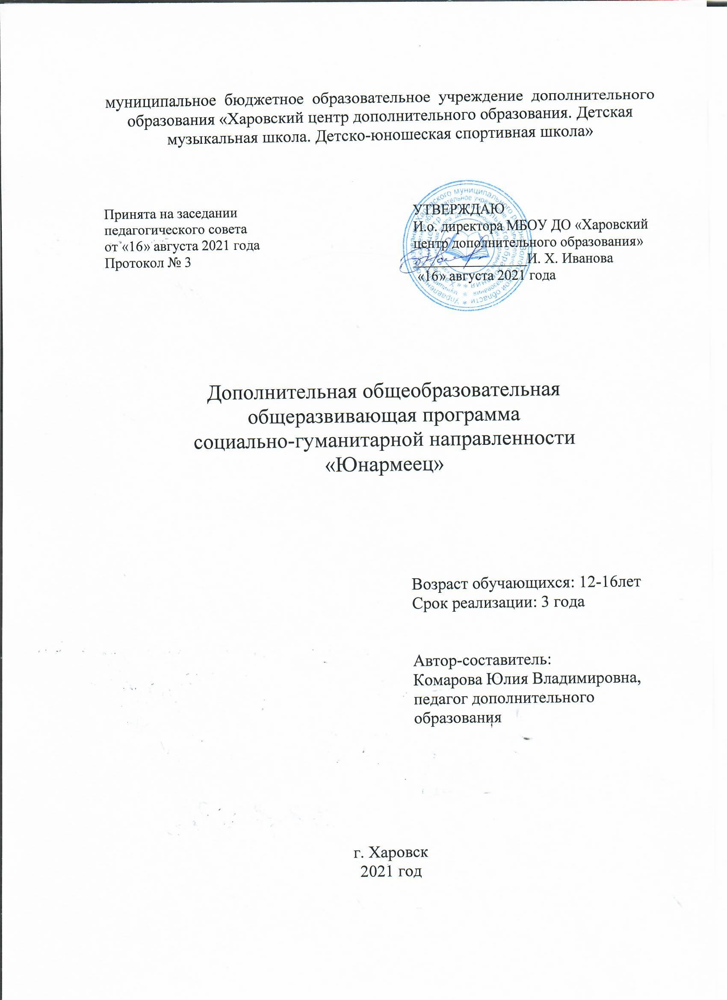 муниципальное бюджетное образовательное учреждение дополнительного
образования «Харовский центр дополнительного образования. Детская
музыкальная школа. Детско-юношеская спортивная школа»
Принята на заседании
педагогического совета
от «16» августа 2021 года
Протокол № 3
УТВЕРЖДАЮ
И.о. директора МБОУ ДО «Харовский
центр дополнительного образования»
И. Х. Иванова
«16» августа 2021 года
Дополнительная общеобразовательная
общеразвивающая программа
социально-гуманитарной направленности
«Юнармеец»
Возраст обучающихся: 12-16лет
Срок реализации: 3 года
Автор-составитель:
Комарова Юлия Владимировна,
педагог дополнительного
образования
г. Харовск
2021 год